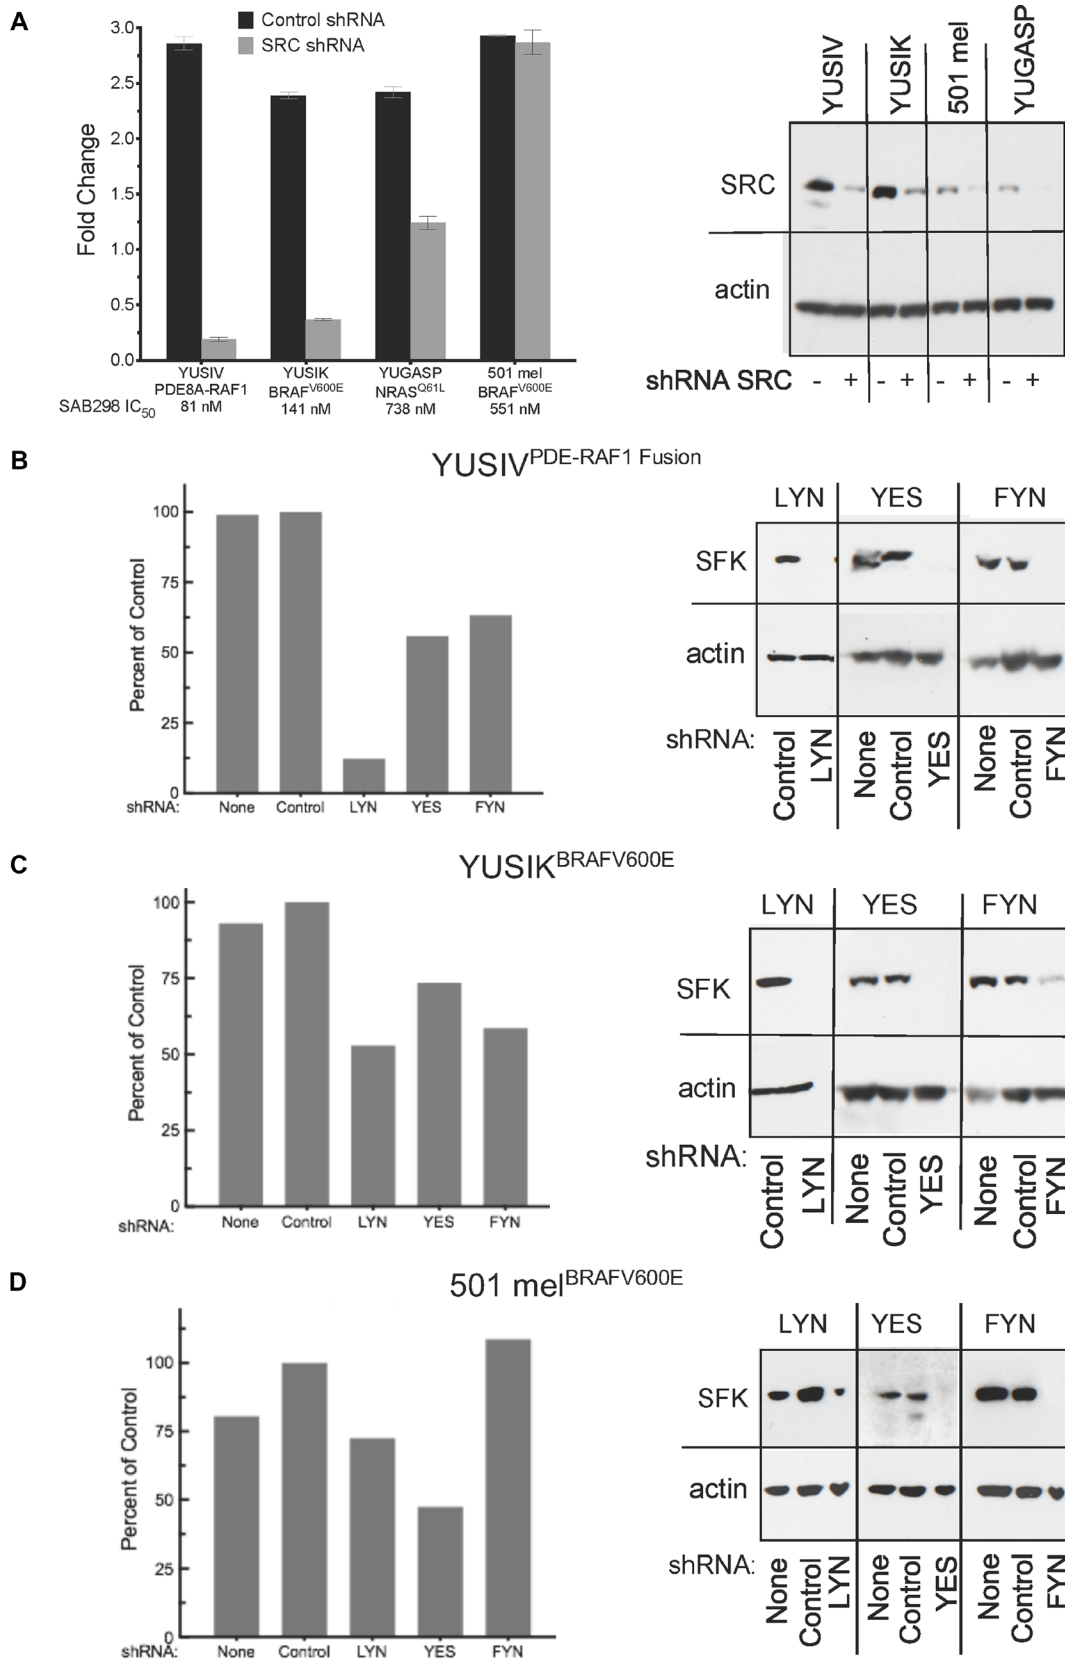 A
Control shRNA
SRC shRNA
Fold Change
3.0
2.5
2.0
1.5
1.0
0.5
0.0
YUSIV YUSIK YUGASP 501 mel
PDE8A-RAF1 BRAFV600E NRASQ61L BRAFV600E
SAB298 IC50 81 nM 141 nM 738 nM 551 nM
YUSIV YUSIK 501 mel YUGASP
SRC
actin
shRNA SRC - + - + - + - +
B
YUSIVPDE-RAF1 Fusion
Percent of Control
100
75
50
25
0
shRNA: None Control LYN YES FYN
LYN YES FYN
SFK
actin
shRNA: Control LYN None Control YES None Control FYN
C
YUSIKBRAFV600E
Percent of Control
100
75
50
25
0
shRNA: None Control LYN YES FYN
LYN YES FYN
SFK
actin
shRNA: Control LYN None Control YES None Control FYN
D
501 melBRAFV600E
Percent of Control
100
75
50
25
0
shRNA: None Control LYN YES FYN
LYN YES FYN
SFK
actin
shRNA: None Control LYN None Control YES None Control FYN